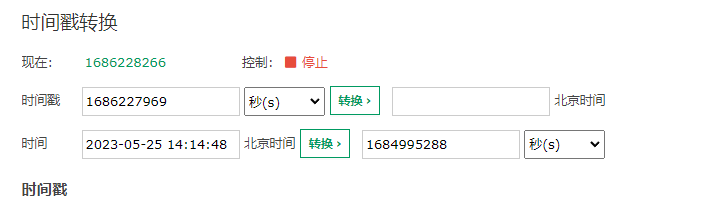 时间戳转换
现在： 1686228266 控制： 停止
时间戳 1686227969 秒(s) 转换 › 北京时间
时间 2023-05-25 14:14:48 北京时间 转换 › 1684995288 秒(s)
时间戳